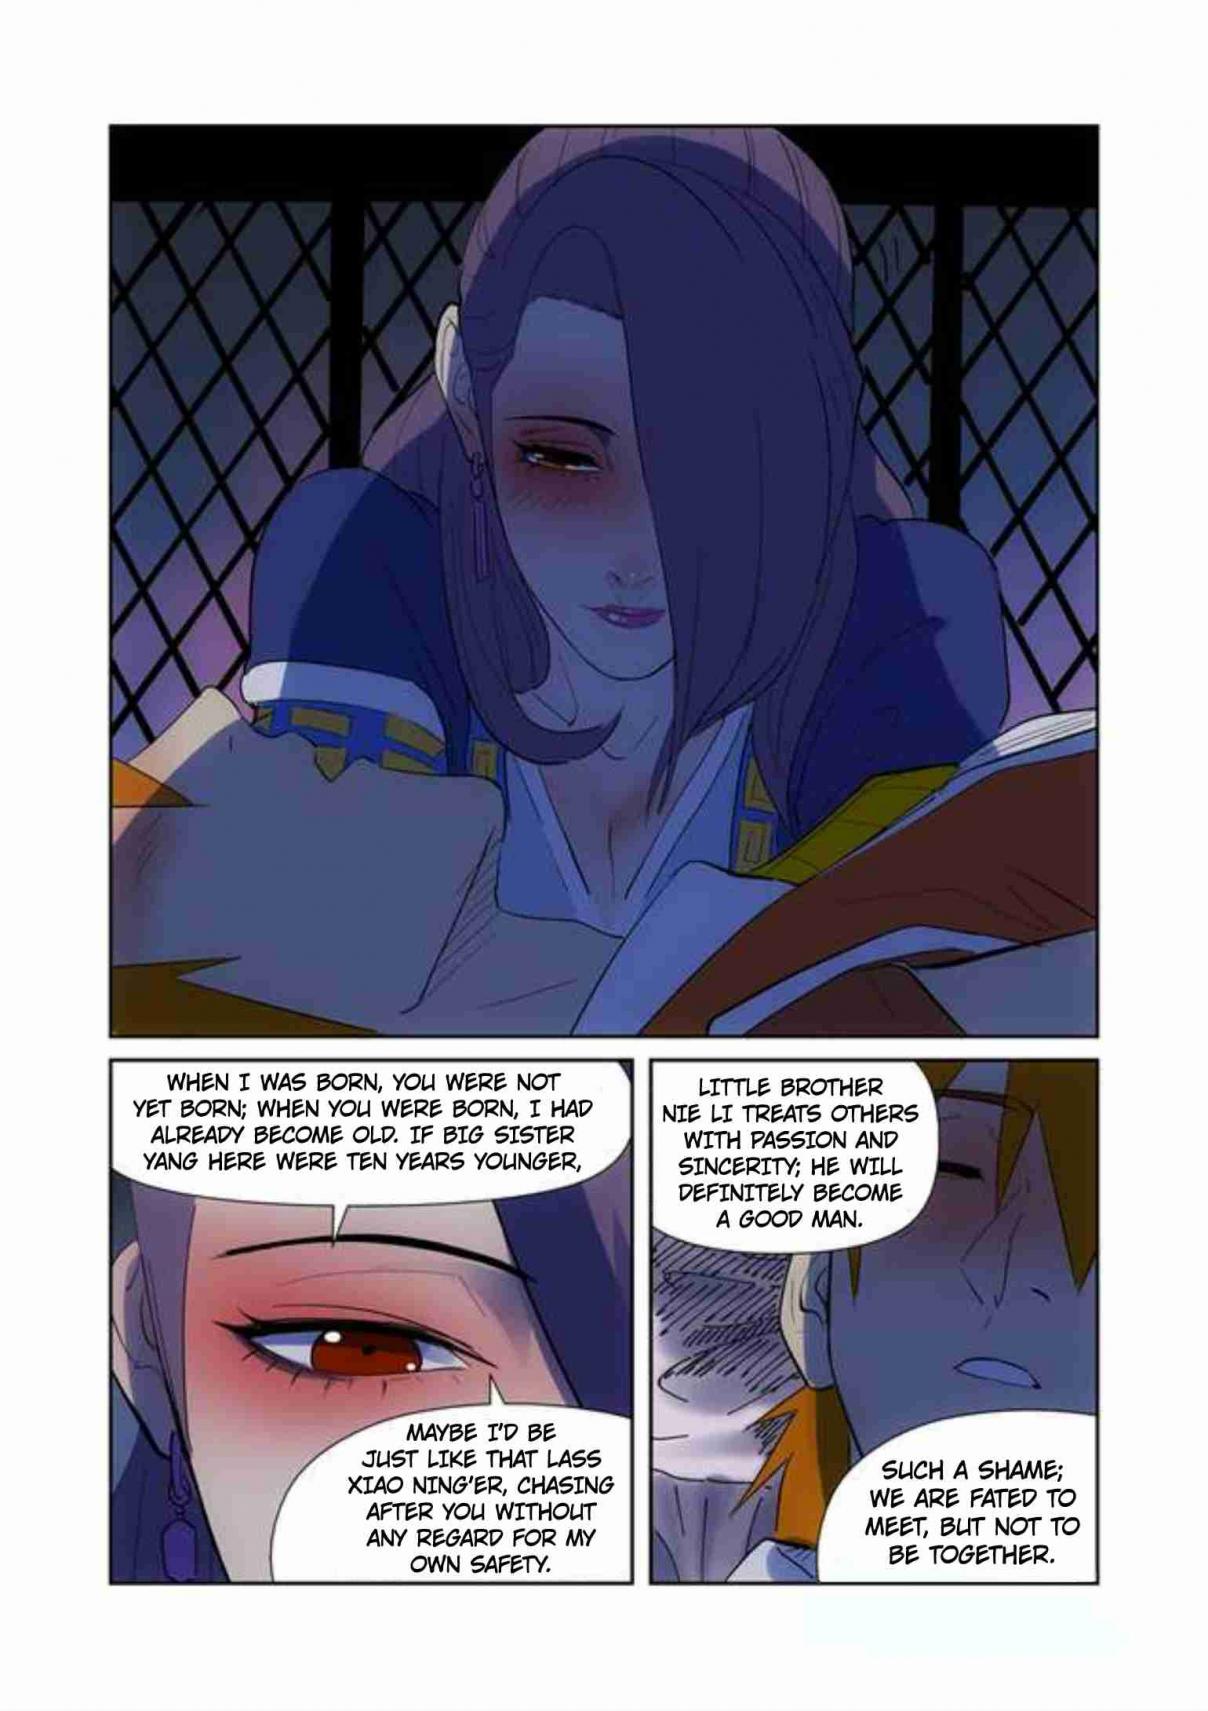 WHEN I WAS BORN, YOU WERE NOT
YET BORN; WHEN YOU WERE BORN, I HAD
ALREADY BECOME OLD. IF BIG SISTER
YANG HERE WERE TEN YEARS YOUNGER,
MAYBE I'D BE
JUST LIKE THAT LASS
XIAO NING'ER, CHASING
AFTER YOU WITHOUT
ANY REGARD FOR MY
OWN SAFETY.
LITTLE BROTHER
NIE LI TREATS OTHERS
WITH PASSION AND
SINCERITY; HE WILL
DEFINITELY BECOME
A GOOD MAN.
SUCH A SHAME;
WE ARE FATED TO
MEET, BUT NOT TO
BE TOGETHER.